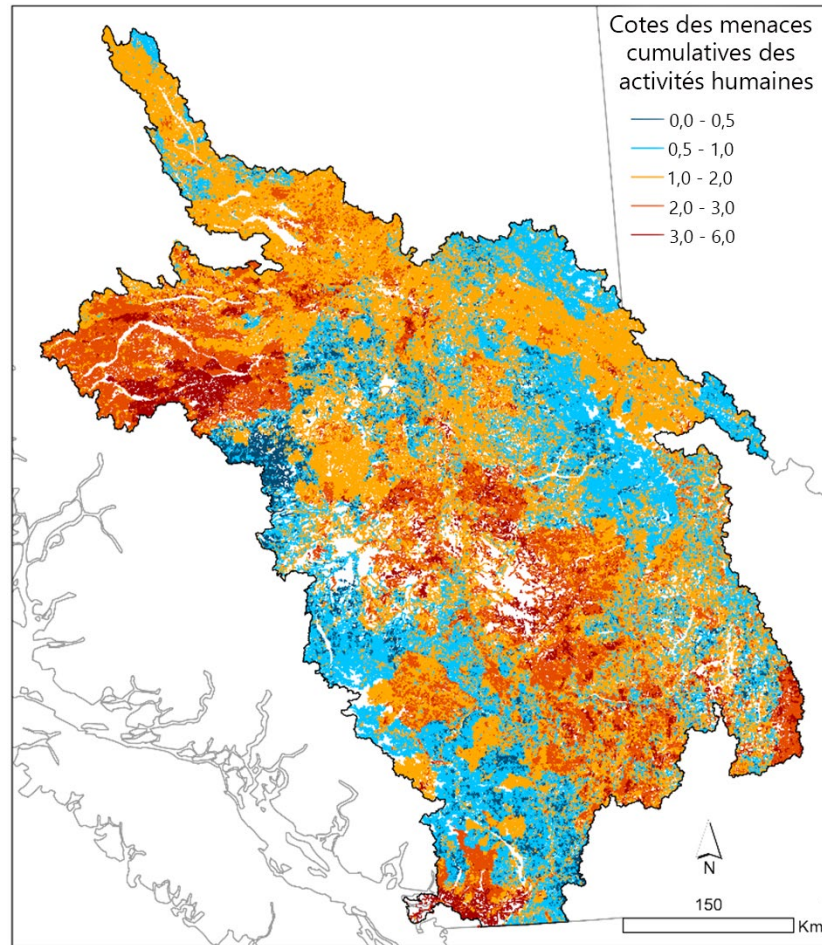 Cotes des menaces
cumulatives des
activités humaines
0,0 - 0,5
0,5 - 1,0
1,0 - 2,0
2,0 - 3,0
3,0 - 6,0
N
150
Km